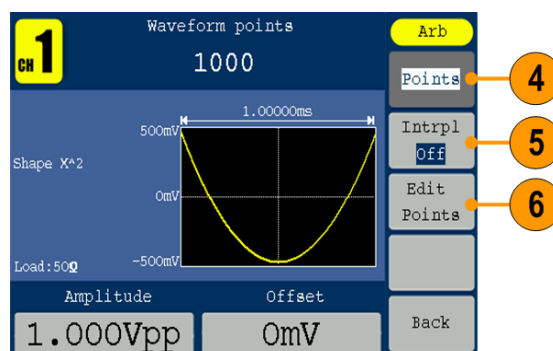 CH 1
Waveform points
1000
1.00000ms
500mV
0mV
-500mV
Shape X^2
Load:50Ω
Amplitude
1.000Vpp
Offset
0mV
Arb
Points
Intrpl
Off
Edit
Points
Back
4
5
6